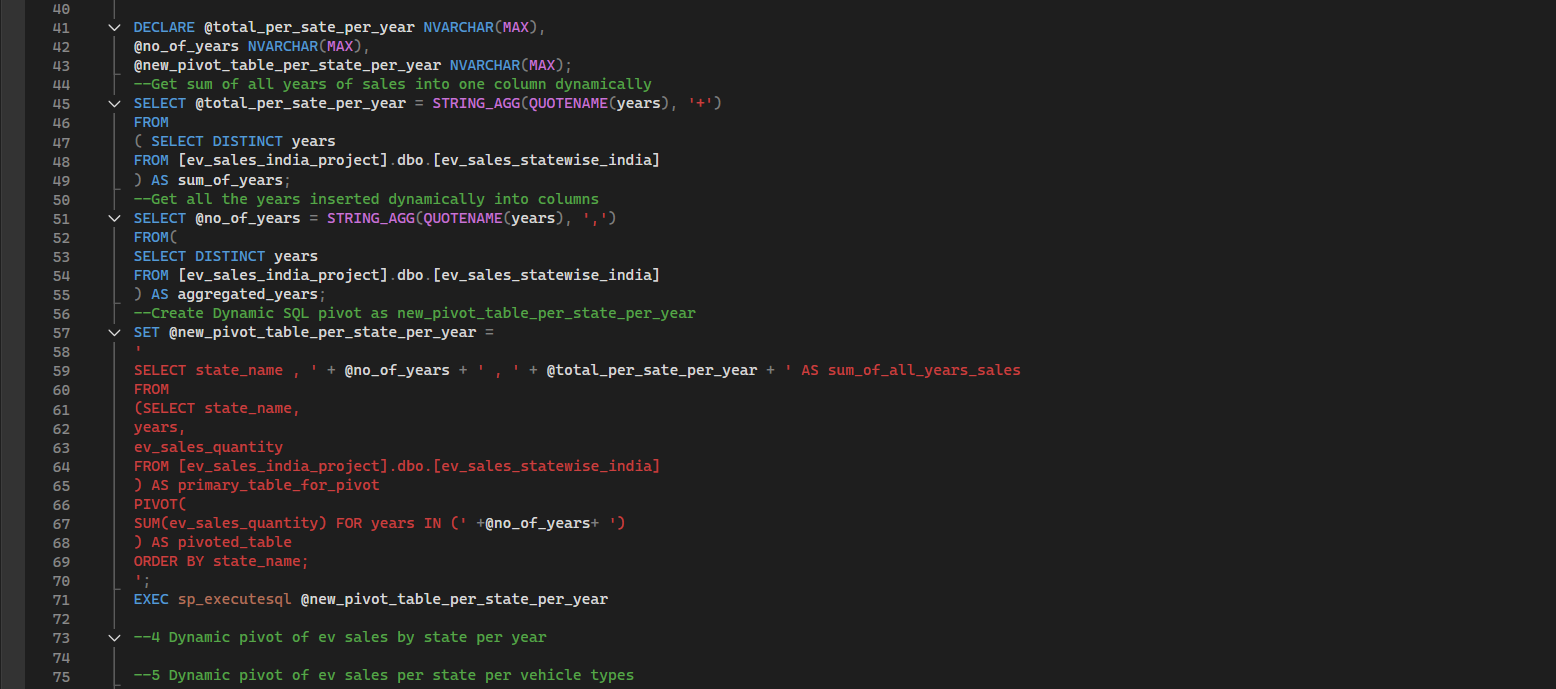 40
41 DECLARE @total_per_sate_per_year NVARCHAR(MAX),
42 @no_of_years NVARCHAR(MAX),
43 @new_pivot_table_per_state_per_year NVARCHAR(MAX);
44 --Get sum of all years of sales into one column dynamically
45 SELECT @total_per_sate_per_year = STRING_AGG(QUOTENAME(years), '+')
46 FROM
47 ( SELECT DISTINCT years
48 FROM [ev_sales_india_project].dbo.[ev_sales_statewise_india]
49 ) AS sum_of_years;
50 --Get all the years inserted dynamically into columns
51 SELECT @no_of_years = STRING_AGG(QUOTENAME(years), ',')
52 FROM(
53 SELECT DISTINCT years
54 FROM [ev_sales_india_project].dbo.[ev_sales_statewise_india]
55 ) AS aggregated_years;
56 --Create Dynamic SQL pivot as new_pivot_table_per_state_per_year
57 SET @new_pivot_table_per_state_per_year =
58 '
59 SELECT state_name , ' + @no_of_years + ' , ' + @total_per_sate_per_year + ' AS sum_of_all_years_sales
60 FROM
61 (SELECT state_name,
62 years,
63 ev_sales_quantity
64 FROM [ev_sales_india_project].dbo.[ev_sales_statewise_india]
65 ) AS primary_table_for_pivot
66 PIVOT(
67 SUM(ev_sales_quantity) FOR years IN (' +@no_of_years+ ')
68 ) AS pivoted_table
69 ORDER BY state_name;
70 ';
71 EXEC sp_executesql @new_pivot_table_per_state_per_year
72
73 --4 Dynamic pivot of ev sales by state per year
74
75 --5 Dynamic pivot of ev sales per state per vehicle types